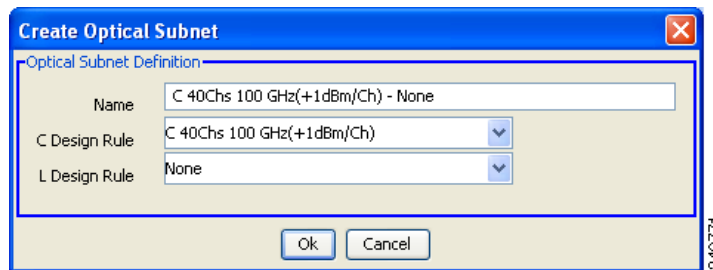 Create Optical Subnet
Optical Subnet Definition
Name C 40Chs 100 GHz(+1dBm/Ch) - None
C Design Rule C 40Chs 100 GHz(+1dBm/Ch)
L Design Rule None
Ok Cancel